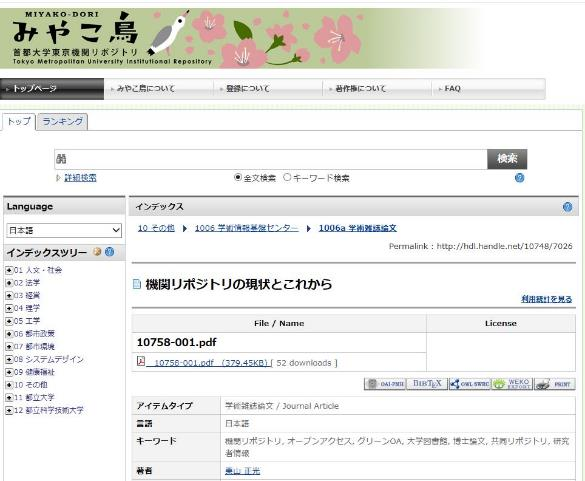 MIYAKO-DORI
みやこ鳥
首都大学東京機関リポジトリ
Tokyo Metropolitan University Institutional Repository
トップページ
みやこ鳥について
登録について
著作権について
FAQ
トップ ランキング
検索
詳細検索
全文検索 キーワード検索
Language
日本語
インデックスツリー
01 人文・社会
02 法学
03 経営
04 理学
05 工学
06 都市政策
07 都市環境
08 システムデザイン
09 健康福祉
10 その他
11 都立大学
12 都立科学技術大学
インデックス
10 その他 1006 学術情報基盤センター 1006a 学術雑誌論文
Permalink : http://hdl.handle.net/10748/7026
機関リポジトリの現状とこれから
利用統計を見る
File / Name License
10758-001.pdf
10758-001.pdf (379.45KB) [ 52 downloads ]
OAI-PMH BIBTEX OWL SWRC WEKO EXPORT PRINT
アイテムタイプ 学術雑誌論文 / Journal Article
言語 日本語
キーワード 機関リポジトリ, オープンアクセス, グリーンOA, 大学図書館, 博士論文, 共同リポジトリ, 研究
者情報
著者 栗山 正光